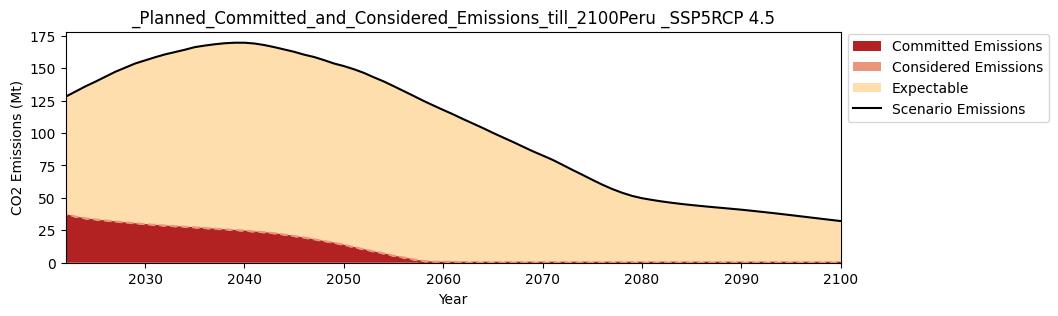 _Planned_Committed_and_Considered_Emissions_till_2100Peru _SSP5RCP 4.5
175
150
125
100
75
50
25
0
CO2 Emissions (Mt)
2030 2040 2050 2060 2070 2080 2090 2100
Year
Committed Emissions
Considered Emissions
Expectable
Scenario Emissions